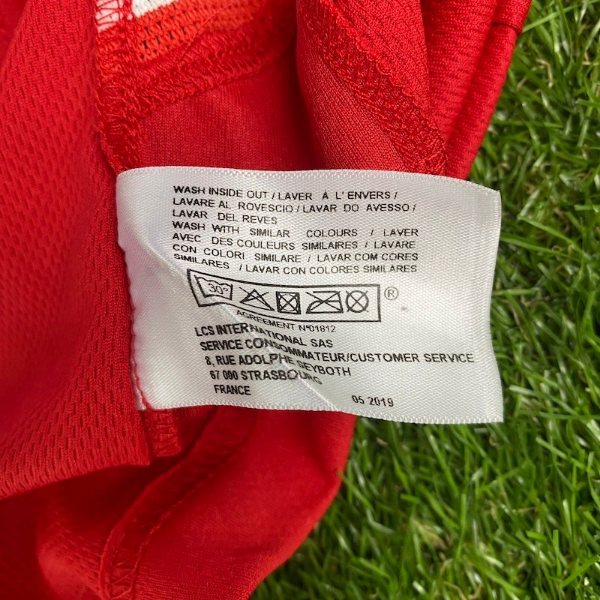 WASH INSIDE OUT / LAVER À L'ENVERS /
LAVARE AL ROVESCIO / LAVAR DO AVESSO /
LAVAR DEL REVES
WASH WITH SIMILAR COLOURS / LAVER
AVEC DES COULEURS SIMILAIRES / LAVARE
CON COLORI SIMILARE / LAVAR COM CORES
SIMILARES / LAVAR CON COLORES SIMILARES
30° ®
AGREEMENT N°01812
LCS INTERNATIONAL SAS
SERVICE CONSOMMATEUR/CUSTOMER SERVICE
8, RUE ADOLPHE SEYBOTH
67 000 STRASBOURG
FRANCE 05 2019